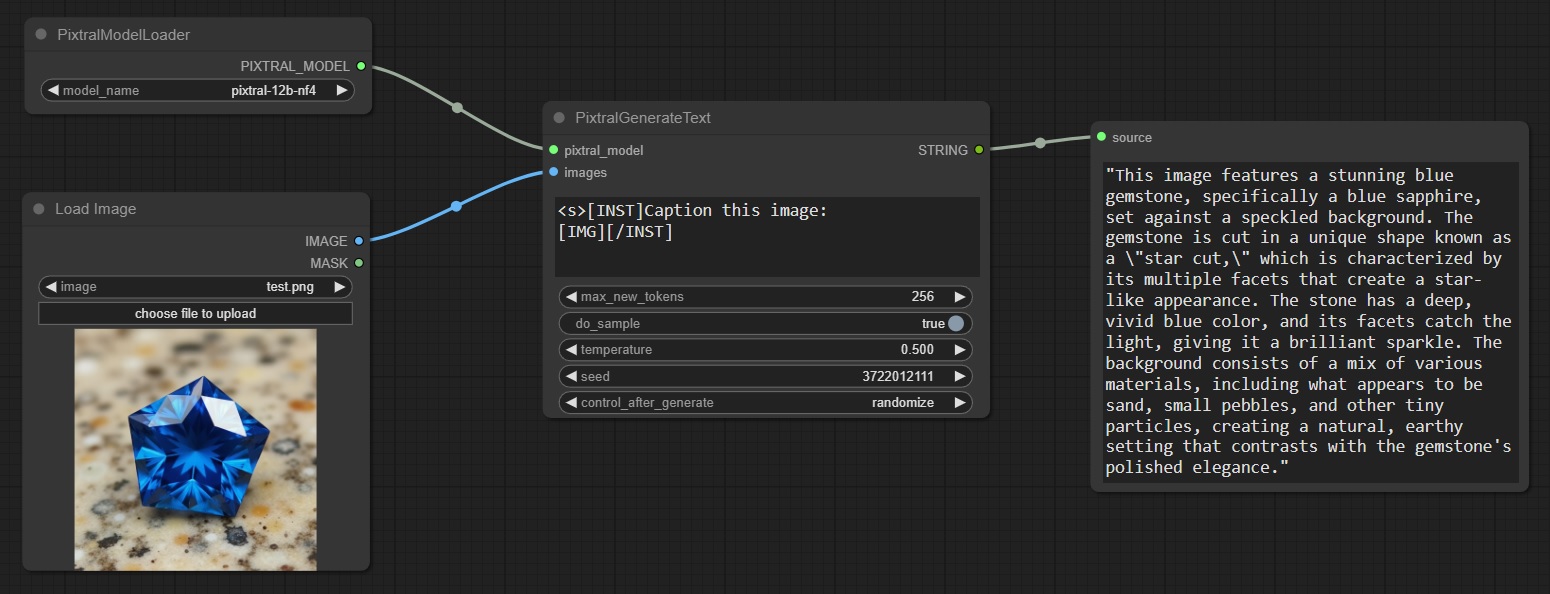 PixtralModelLoader
PIXTRAL_MODEL
model_name pixtral-12b-nf4
Load Image
IMAGE
MASK
image test.png
choose file to upload
PixtralGenerateText
pixtral_model STRING
images
<s>[INST]Caption this image:
[IMG][/INST]
max_new_tokens 256
do_sample true
temperature 0.500
seed 3722012111
control_after_generate randomize
source
"This image features a stunning blue
gemstone, specifically a blue sapphire,
set against a speckled background. The
gemstone is cut in a unique shape known as
a \"star cut,\" which is characterized by
its multiple facets that create a star-
like appearance. The stone has a deep,
vivid blue color, and its facets catch the
light, giving it a brilliant sparkle. The
background consists of a mix of various
materials, including what appears to be
sand, small pebbles, and other tiny
particles, creating a natural, earthy
setting that contrasts with the gemstone's
polished elegance."